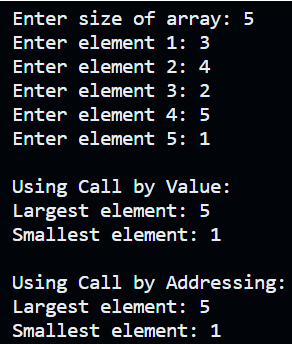 Enter size of array: 5
Enter element 1: 3
Enter element 2: 4
Enter element 3: 2
Enter element 4: 5
Enter element 5: 1
Using Call by Value:
Largest element: 5
Smallest element: 1
Using Call by Addressing:
Largest element: 5
Smallest element: 1